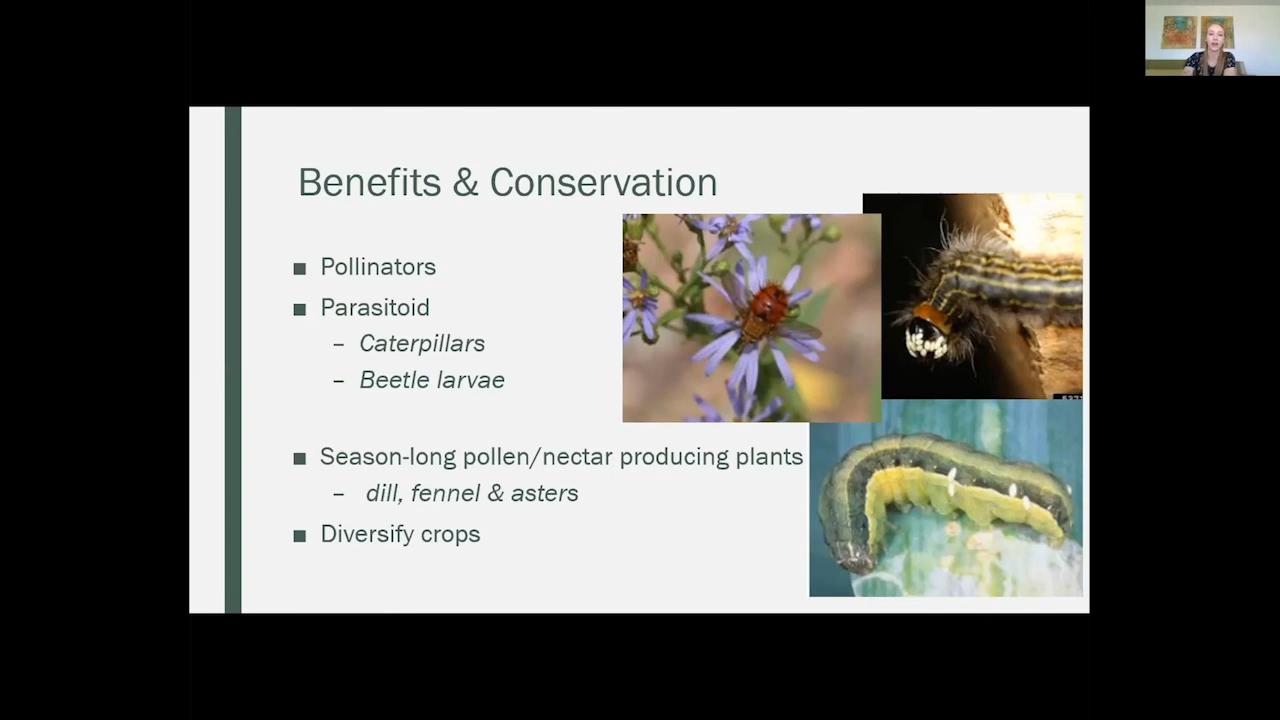 Benefits & Conservation
■ Pollinators
■ Parasitoid
– Caterpillars
– Beetle larvae
■ Season-long pollen/nectar producing plants
– dill, fennel & asters
■ Diversify crops